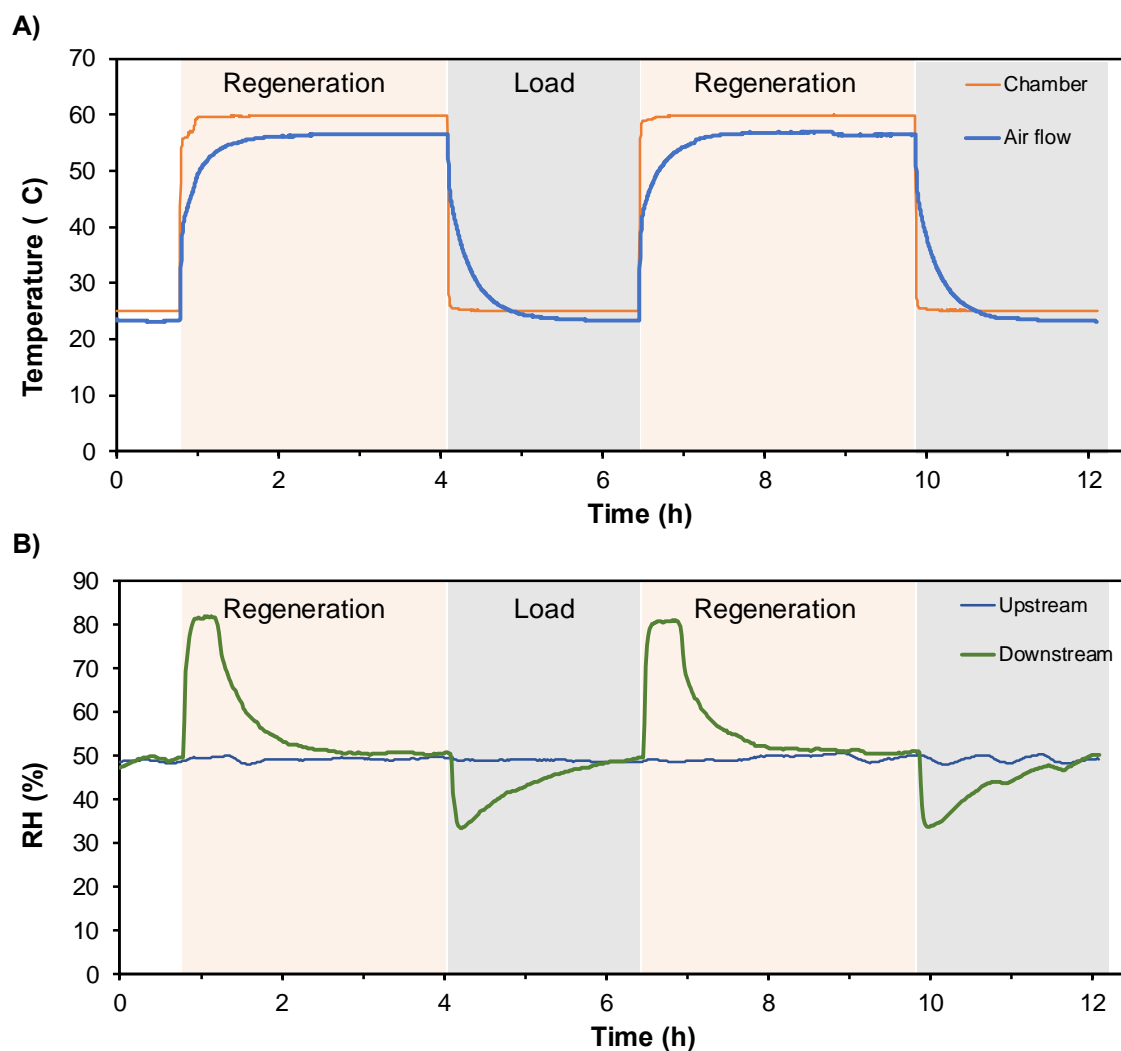 A)
70
60
50
40
30
20
10
0
Temperature ( C)
Regeneration
Load
Regeneration
Chamber
Air flow
0 2 4 6 8 10 12
Time (h)
B)
90
80
70
60
50
40
30
20
10
0
RH (%)
Regeneration
Load
Regeneration
Upstream
Downstream
0 2 4 6 8 10 12
Time (h)